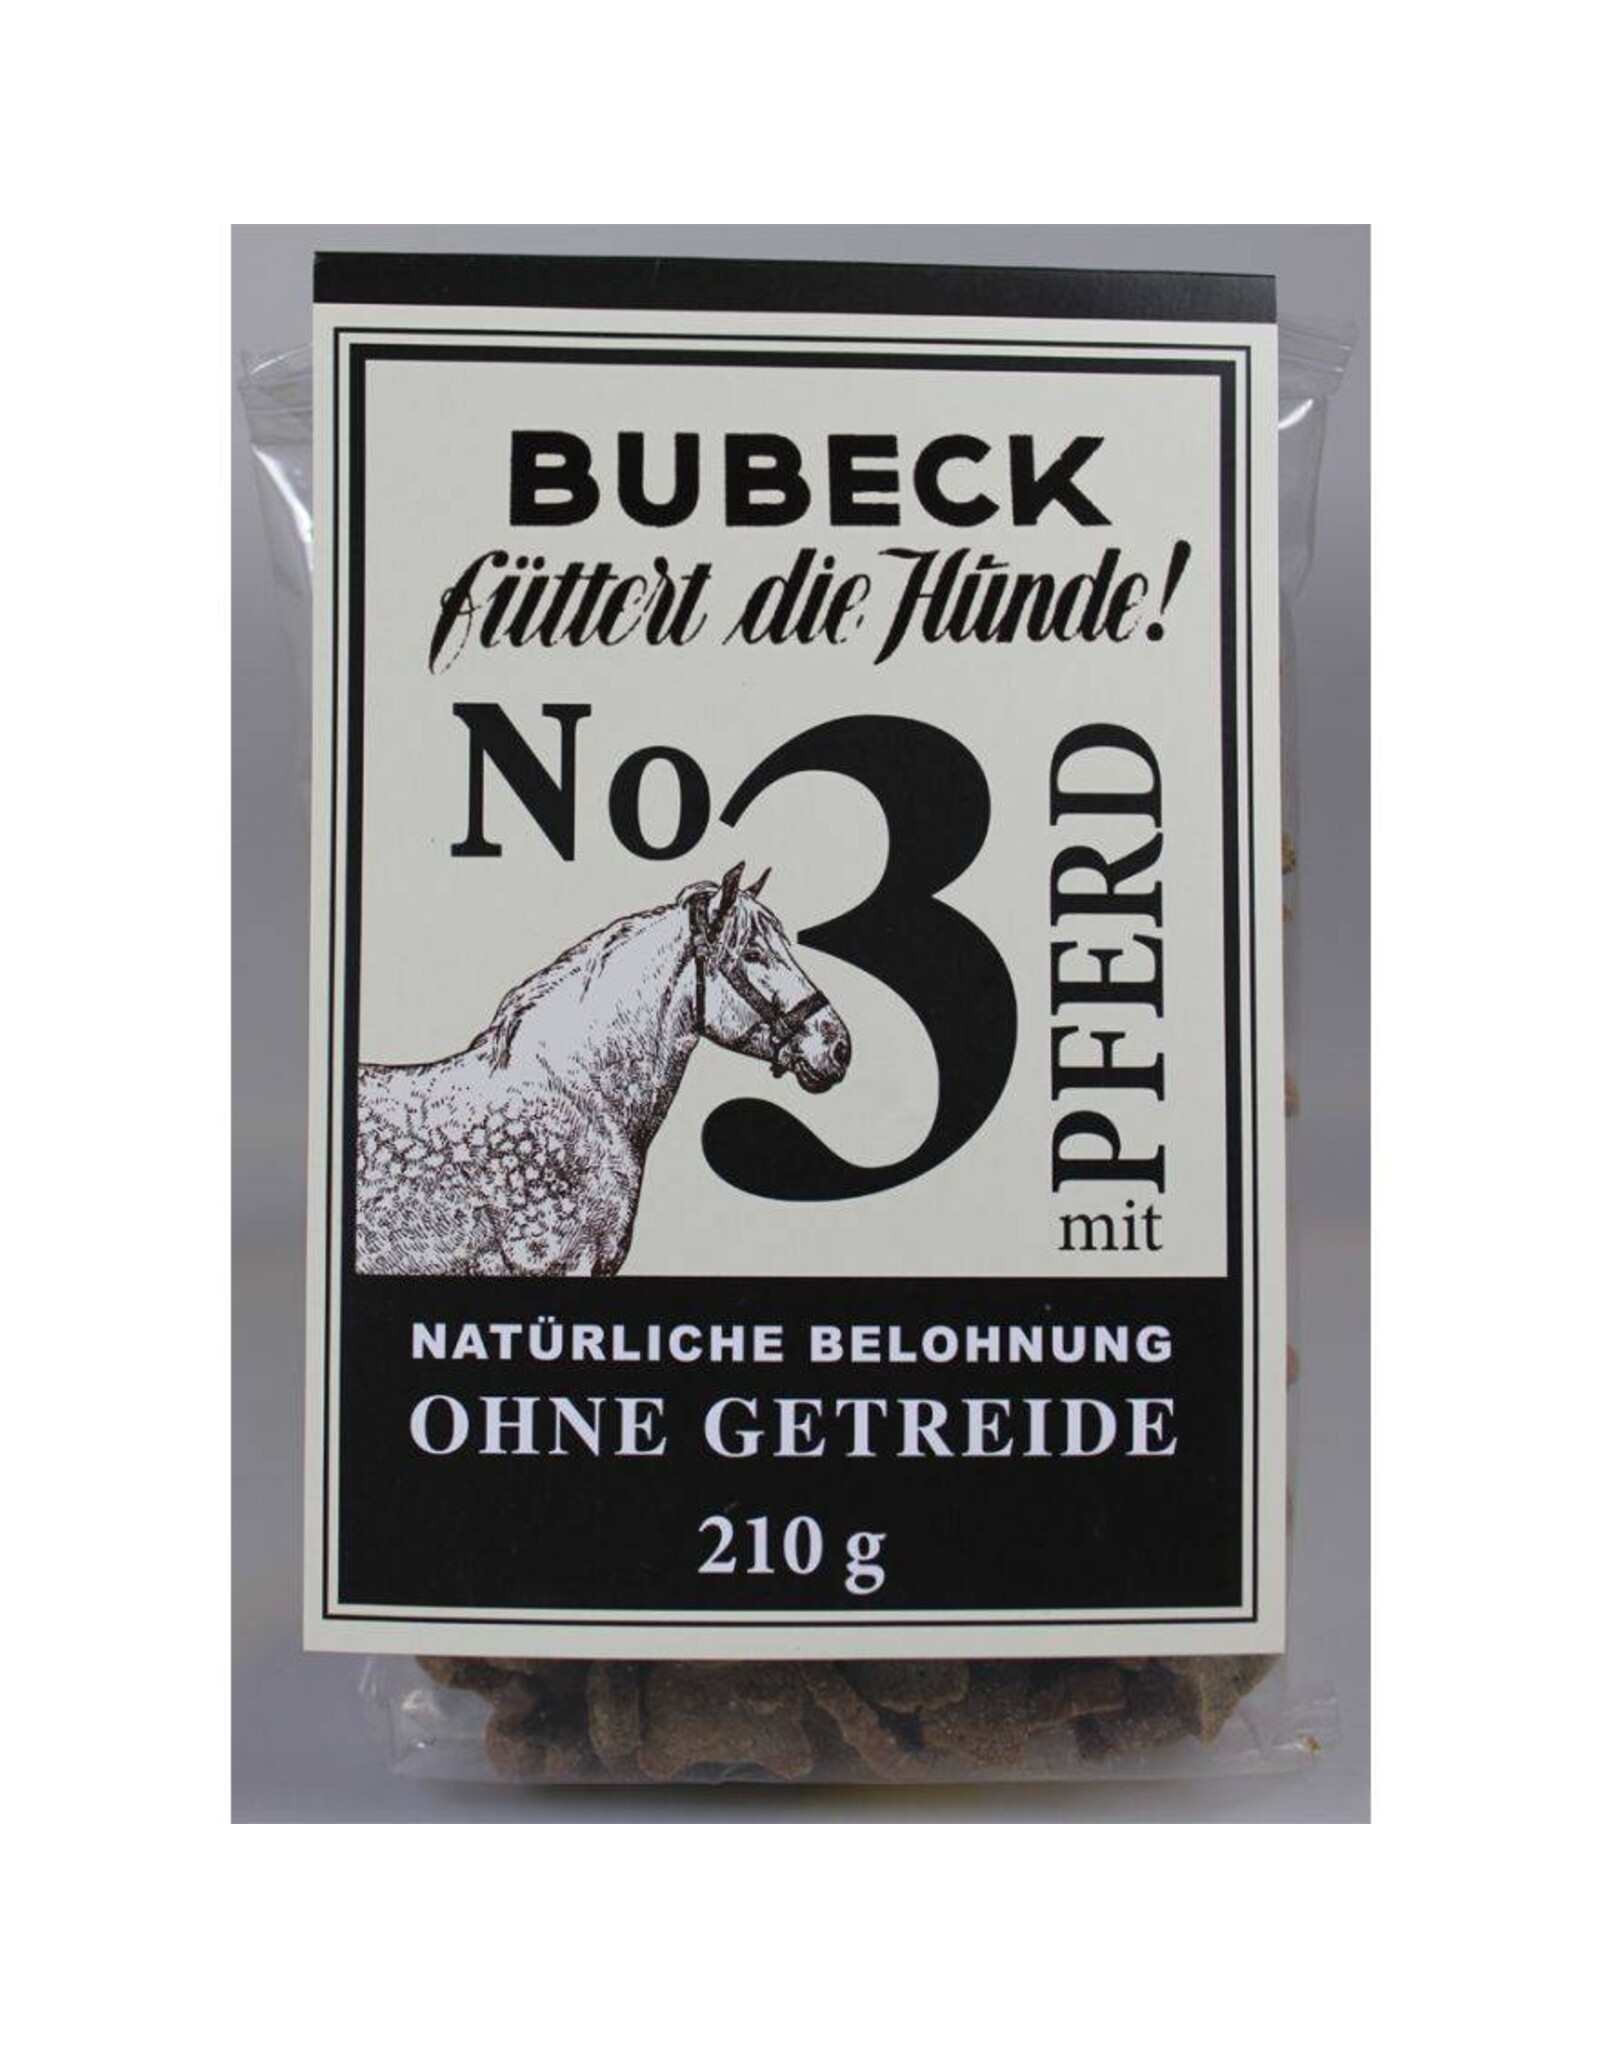 BUBECK
füttert die Hunde!
No 3
mit PFERD
NATÜRLICHE BELOHNUNG
OHNE GETREIDE
210 g